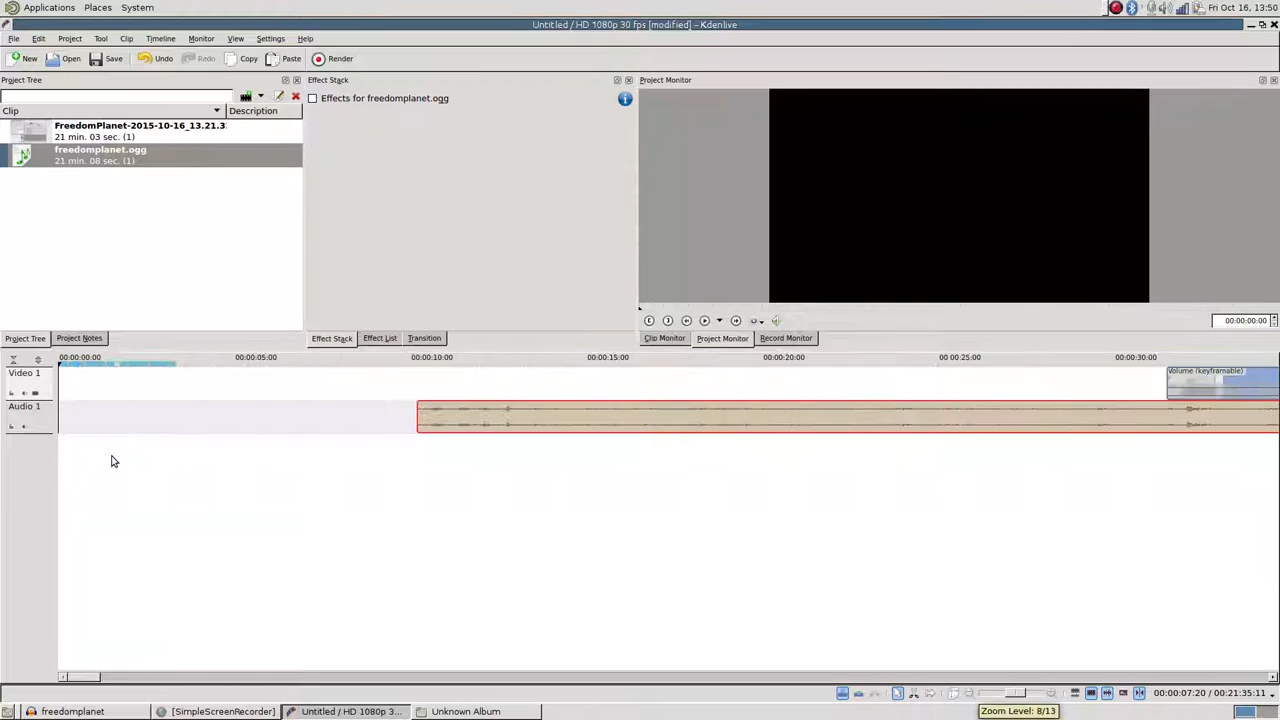 Applications Places System Fri Oct 16, 13:50
Untitled / HD 1080p 30 fps [modified] – Kdenlive
File Edit Project Tool Clip Timeline Monitor View Settings Help
New Open Save Undo Redo Copy Paste Render
Project Tree Effect Stack Project Monitor
Effects for freedomplanet.ogg
Clip Description
FreedomPlanet-2015-10-16_13.21.3
21 min. 03 sec. (1)
freedomplanet.ogg
21 min. 08 sec. (1)
00:00:00:00
Project Tree Project Notes Effect Stack Effect List Transition Clip Monitor Project Monitor Record Monitor
00:00:00:00 00:00:05:00 00:00:10:00 00:00:15:00 00:00:20:00 00:00:25:00 00:00:30:00
Video 1 Volume (keyframable)
Audio 1
00:00:07:20 / 00:21:35:11
freedomplanet [SimpleScreenRecorder] Untitled / HD 1080p 3... Unknown Album Zoom Level: 8/13